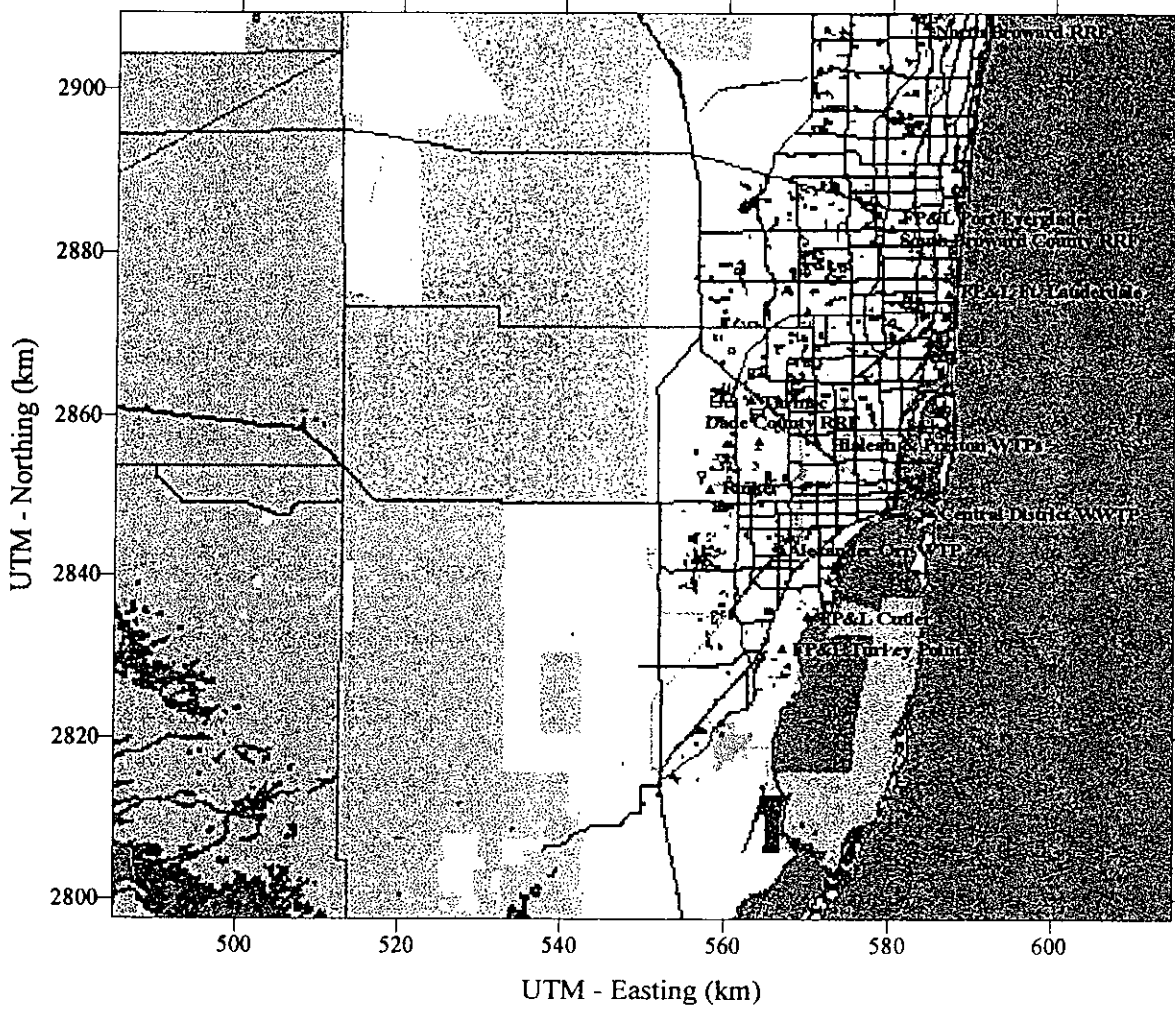 North Broward RRF
2900
FP&L Port Everglades
South Broward County RRF
2880
FP&L Ft. Lauderdale
2860
Dade County RRF
Hialeah & Preston WTPs
Central District WWTP
Alexander Orr WTP
2840
FP&L Cutler
FP&L Turkey Point
2820
2800
UTM - Northing (km)
500 520 540 560 580 600
UTM - Easting (km)